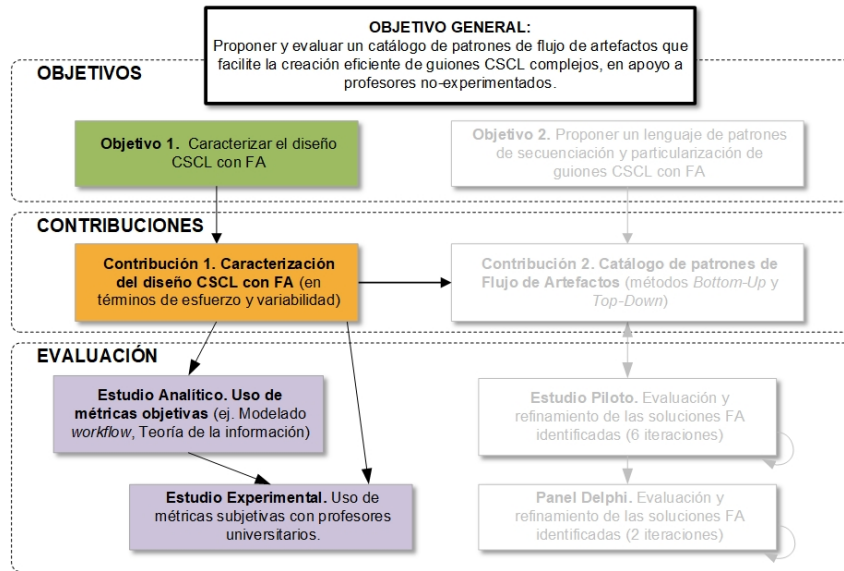 OBJETIVO GENERAL:
Proponer y evaluar un catálogo de patrones de flujo de artefactos que
facilite la creación eficiente de guiones CSCL complejos, en apoyo a
profesores no-experimentados.
OBJETIVOS
Objetivo 1. Caracterizar el diseño
CSCL con FA
Objetivo 2. Proponer un lenguaje de patrones
de secuenciación y particularización de
guiones CSCL con FA
CONTRIBUCIONES
Contribución 1. Caracterización
del diseño CSCL con FA (en
términos de esfuerzo y variabilidad)
Contribución 2. Catálogo de patrones de
Flujo de Artefactos (métodos Bottom-Up y
Top-Down)
EVALUACIÓN
Estudio Analítico. Uso de
métricas objetivas (ej. Modelado
workflow, Teoría de la información)
Estudio Piloto. Evaluación y
refinamiento de las soluciones FA
identificadas (6 iteraciones)
Estudio Experimental. Uso de
métricas subjetivas con profesores
universitarios.
Panel Delphi. Evaluación y
refinamiento de las soluciones FA
identificadas (2 iteraciones)